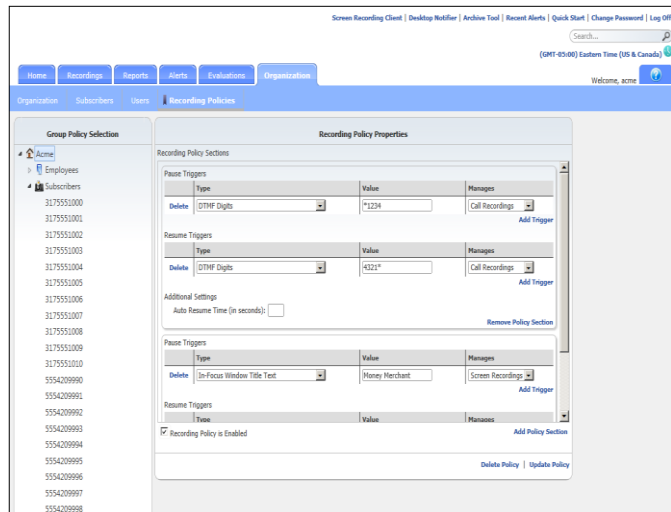 Screen Recording Client | Desktop Notifier | Archive Tool | Recent Alerts | Quick Start | Change Password | Log Off
Search...
(GMT-05:00) Eastern Time (US & Canada)
Home Recordings Reports Alerts Evaluations Organization
Welcome, acme
Organization Subscribers Users Recording Policies
Group Policy Selection
Acme
Employees
Subscribers
3175551000
3175551001
3175551002
3175551003
3175551004
3175551005
3175551006
3175551007
3175551008
3175551009
3175551010
5554209990
5554209991
5554209992
5554209993
5554209994
5554209995
5554209996
5554209997
5554209998
Recording Policy Properties
Recording Policy Sections
Pause Triggers
Type Value Manages
Delete DTMF Digits *1234 Call Recordings
Add Trigger
Resume Triggers
Type Value Manages
Delete DTMF Digits 4321* Call Recordings
Add Trigger
Additional Settings
Auto Resume Time (in seconds):
Remove Policy Section
Pause Triggers
Type Value Manages
Delete In-Focus Window Title Text Money Merchant Screen Recordings
Add Trigger
Resume Triggers
Type Value Manages
Recording Policy is Enabled
Add Policy Section
Delete Policy | Update Policy